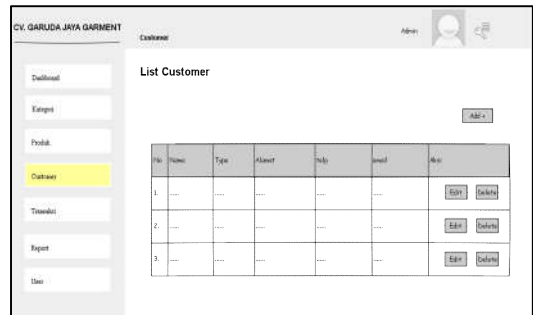 CV. GARUDA JAYA GARMENT
Customer
Admin
Dashboard
Kategori
Produk
Customer
Transaksi
Report
User
List Customer
Add +
No Nama Type Alamat telp email Aksi
1. ..... ..... ..... ..... ..... Edit Delete
2. ..... ..... ..... ..... ..... Edit Delete
3. ..... ..... ..... ..... ..... Edit Delete